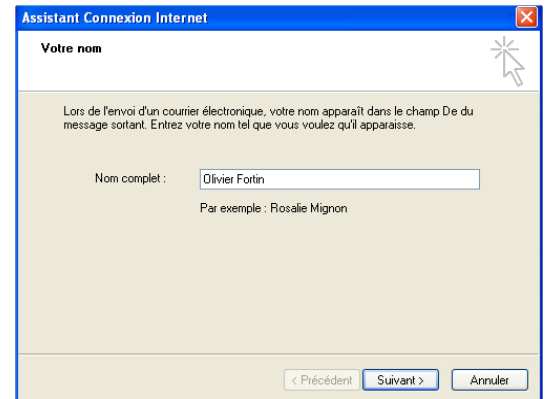 Assistant Connexion Internet
Votre nom
Lors de l'envoi d'un courrier électronique, votre nom apparaît dans le champ De du
message sortant. Entrez votre nom tel que vous voulez qu'il apparaisse.
Nom complet : Olivier Fortin
Par exemple : Rosalie Mignon
< Précédent Suivant > Annuler